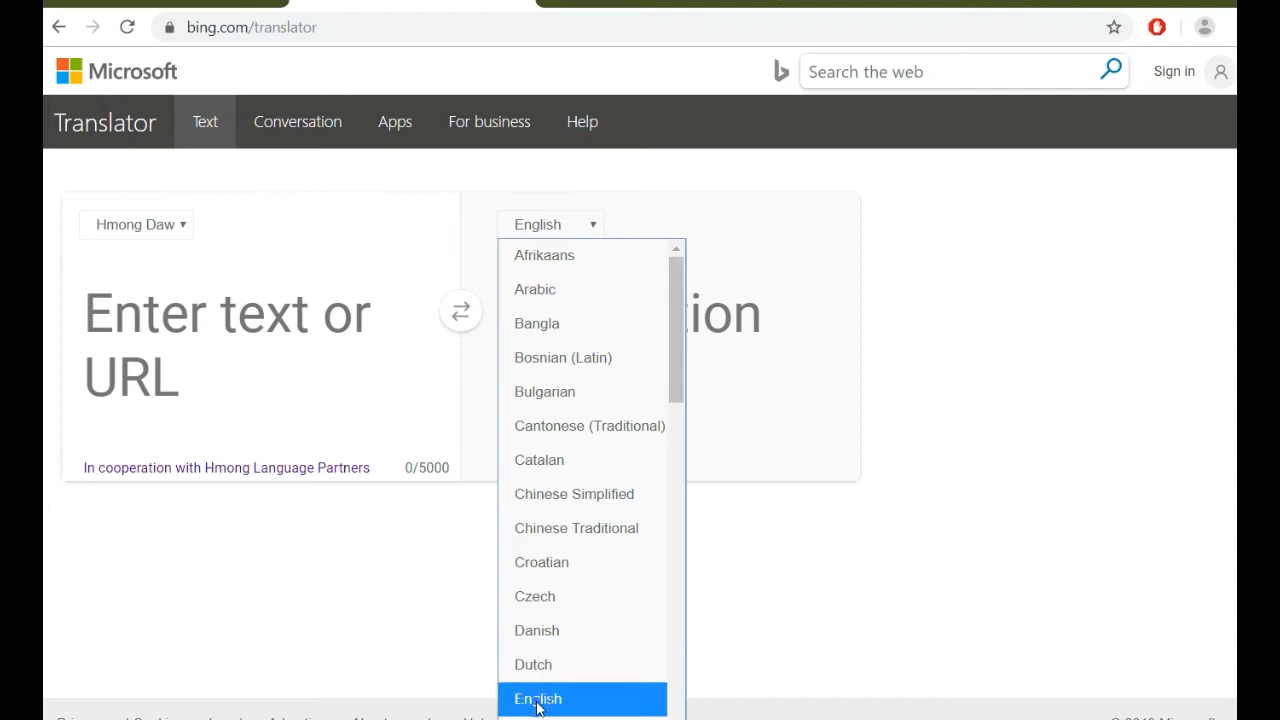 bing.com/translator
Microsoft
Search the web
Sign in
Translator
Text
Conversation
Apps
For business
Help
Hmong Daw
English
Enter text or
URL
tion
In cooperation with Hmong Language Partners
0/5000
Afrikaans
Arabic
Bangla
Bosnian (Latin)
Bulgarian
Cantonese (Traditional)
Catalan
Chinese Simplified
Chinese Traditional
Croatian
Czech
Danish
Dutch
English